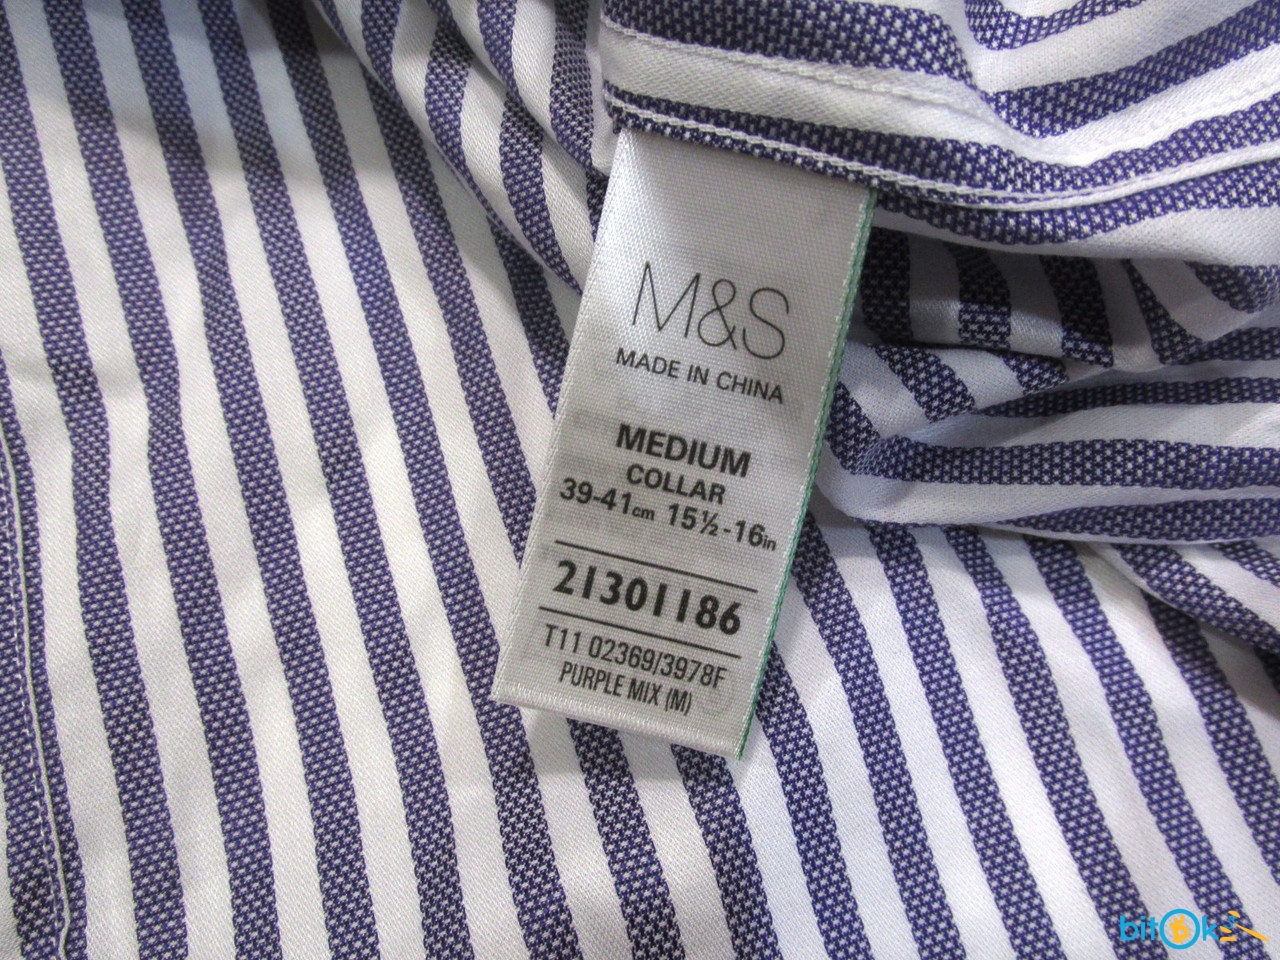 M&S
MADE IN CHINA
MEDIUM
COLLAR
39-41cm 15½-16in
21301186
T11 02369/3978F
PURPLE MIX (M)
bitOk